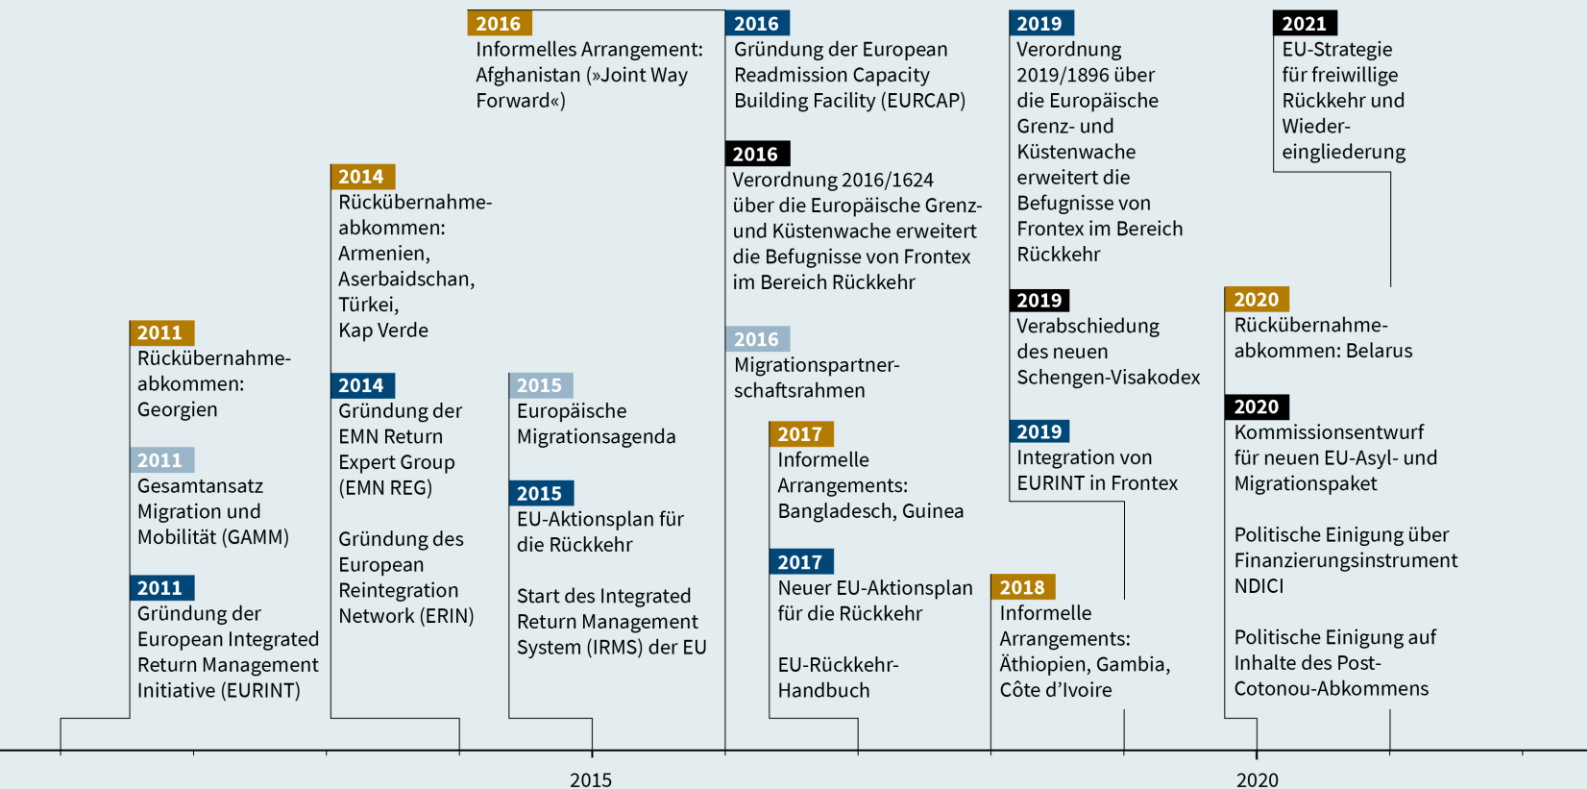 2011
Rückübernahme-
abkommen:
Georgien
2011
Gesamtansatz
Migration und
Mobilität (GAMM)
2011
Gründung der
European Integrated
Return Management
Initiative (EURINT)
2014
Rückübernahme-
abkommen:
Armenien,
Aserbaidschan,
Türkei,
Kap Verde
2014
Gründung der
EMN Return
Expert Group
(EMN REG)
Gründung des
European
Reintegration
Network (ERIN)
2015
Europäische
Migrationsagenda
2015
EU-Aktionsplan für
die Rückkehr
Start des Integrated
Return Management
System (IRMS) der EU
2016
Informelles Arrangement:
Afghanistan (»Joint Way
Forward«)
2016
Gründung der European
Readmission Capacity
Building Facility (EURCAP)
2016
Verordnung 2016/1624
über die Europäische Grenz-
und Küstenwache erweitert
die Befugnisse von Frontex
im Bereich Rückkehr
2016
Migrationspartner-
schaftsrahmen
2017
Informelle
Arrangements:
Bangladesch, Guinea
2017
Neuer EU-Aktionsplan
für die Rückkehr
EU-Rückkehr-
Handbuch
2018
Informelle
Arrangements:
Äthiopien, Gambia,
Côte d’Ivoire
2019
Verordnung
2019/1896 über
die Europäische
Grenz- und
Küstenwache
erweitert die
Befugnisse von
Frontex im Bereich
Rückkehr
2019
Verabschiedung
des neuen
Schengen-Visakodex
2019
Integration von
EURINT in Frontex
2020
Rückübernahme-
abkommen: Belarus
2020
Kommissionsentwurf
für neuen EU-Asyl- und
Migrationspaket
Politische Einigung über
Finanzierungsinstrument
NDICI
Politische Einigung auf
Inhalte des Post-
Cotonou-Abkommens
2021
EU-Strategie
für freiwillige
Rückkehr und
Wieder-
eingliederung
2015
2020